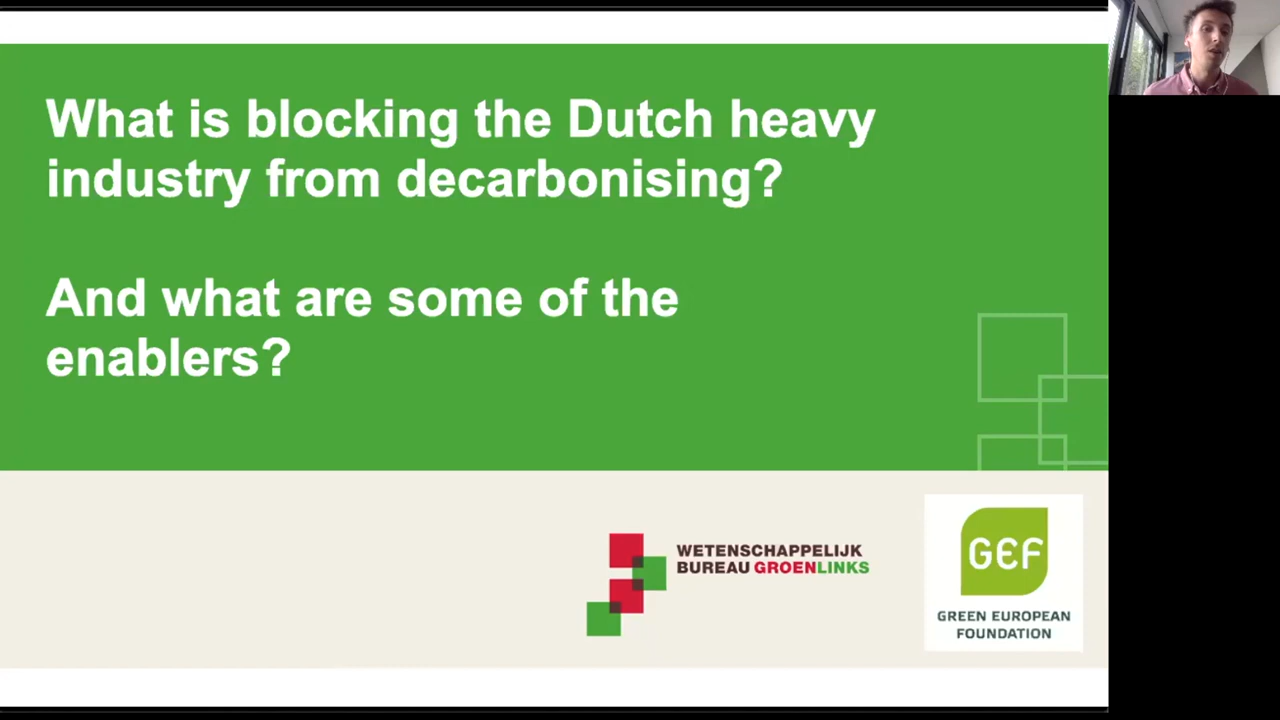 What is blocking the Dutch heavy
industry from decarbonising?
And what are some of the
enablers?
WETENSCHAPPELIJK
BUREAU GROENLINKS
GEF
GREEN EUROPEAN
FOUNDATION